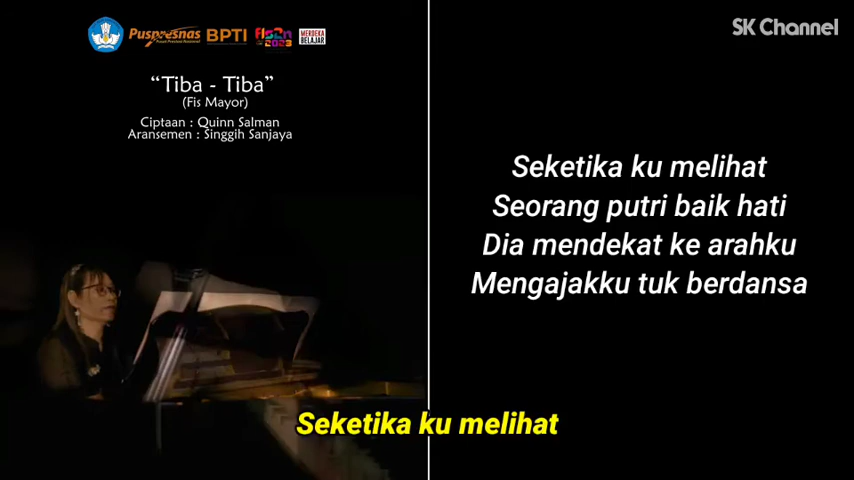 Puspresnas
BPTI
SK Channel
MERDEKA
BELAJAR
“Tiba - Tiba”
(Fis Mayor)
Ciptaan : Quinn Salman
Aransemen : Singgih Sanjaya
Seketika ku melihat
Seorang putri baik hati
Dia mendekat ke arahku
Mengajakku tuk berdansa
Seketika ku melihat